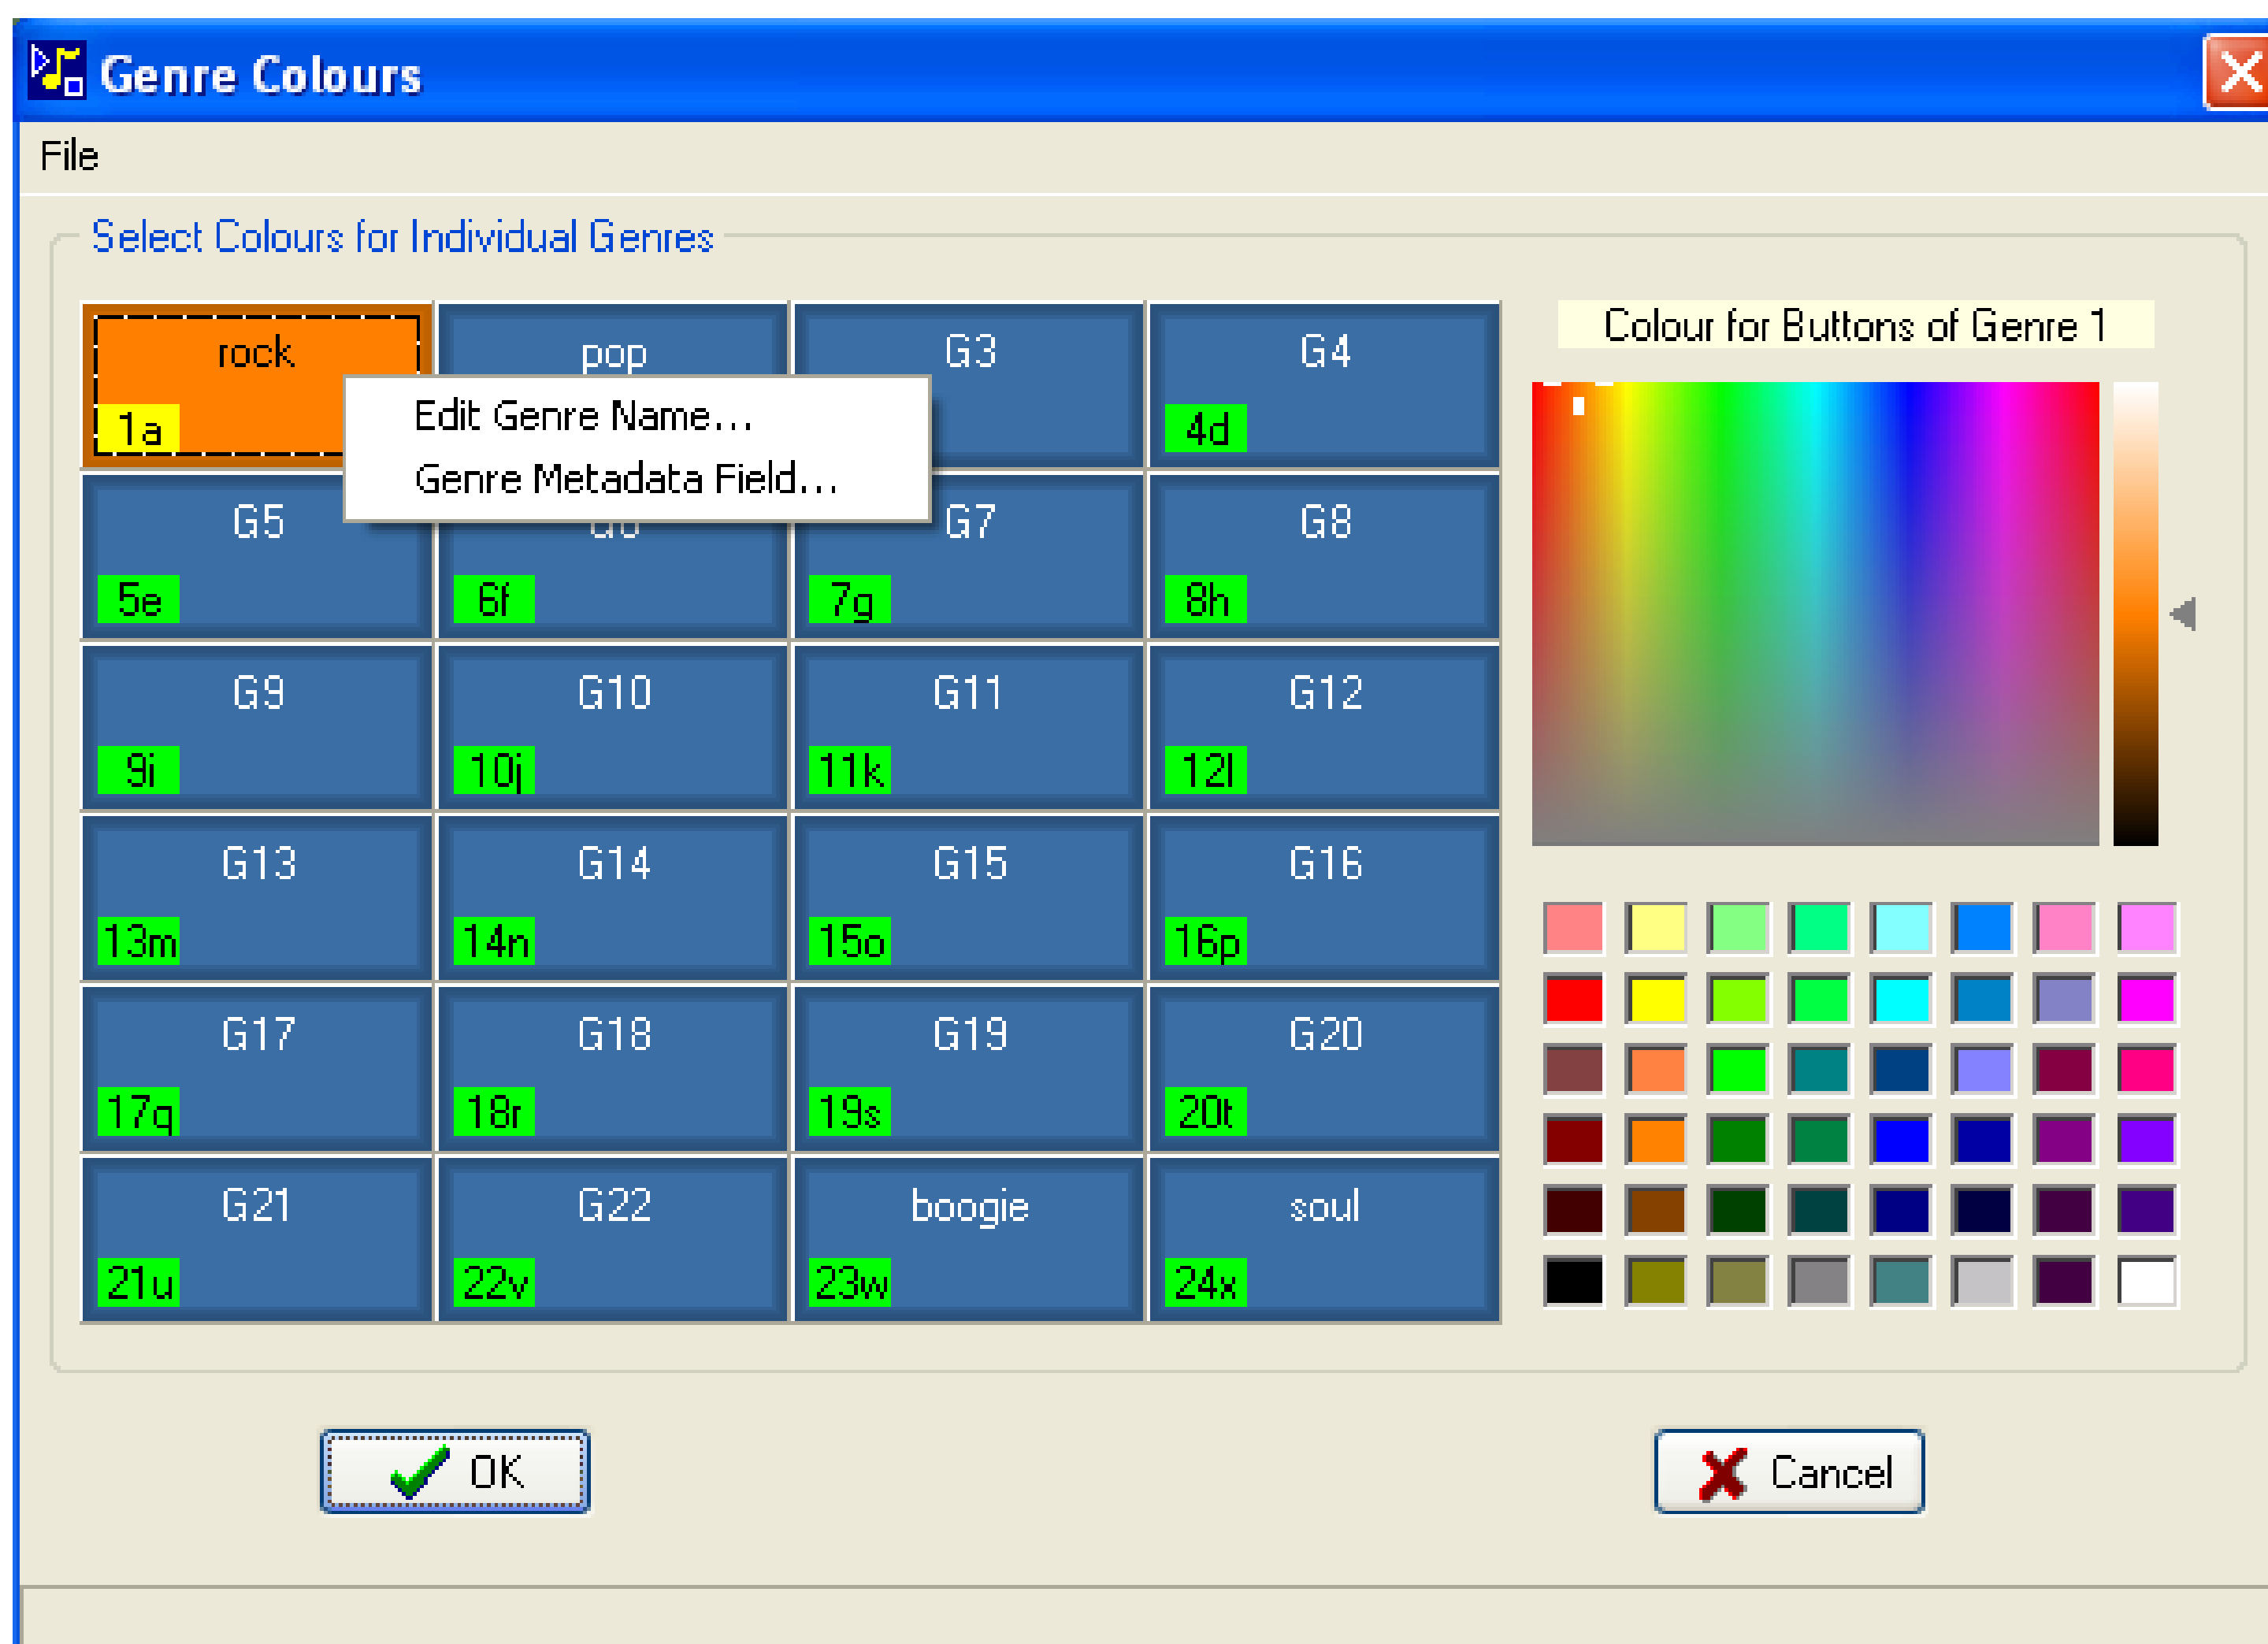 Genre Colours
File
Select Colours for Individual Genres
rock pop G3 G4
Colour for Buttons of Genre 1
1a 4d
Edit Genre Name...
Genre Metadata Field...
G5 G7 G8
5e 6f 7g 8h
G9 G10 G11 G12
9i 10j 11k 12l
G13 G14 G15 G16
13m 14n 15o 16p
G17 G18 G19 G20
17q 18r 19s 20t
G21 G22 boogie soul
21u 22v 23w 24x
OK Cancel